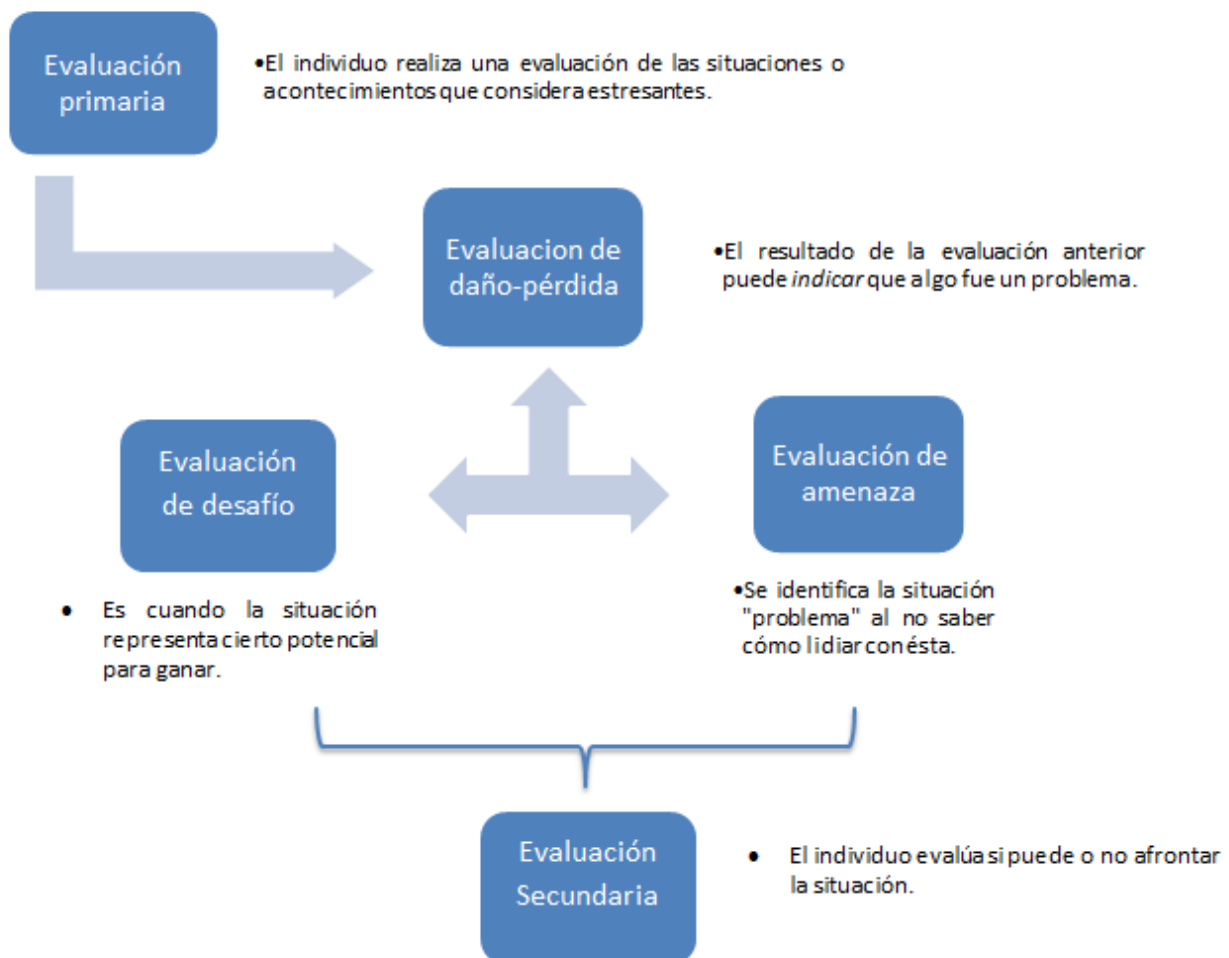 Evaluación
primaria
•El individuo realiza una evaluación de las situaciones o
acontecimientos que considera estresantes.
Evaluacion de
daño-pérdida
•El resultado de la evaluación anterior
puede indicar que algo fue un problema.
Evaluación
de desafío
Evaluación de
amenaza
• Es cuando la situación
representa cierto potencial
para ganar.
•Se identifica la situación
"problema" al no saber
cómo lidiar con ésta.
Evaluación
Secundaria
• El individuo evalúa si puede o no afrontar
la situación.